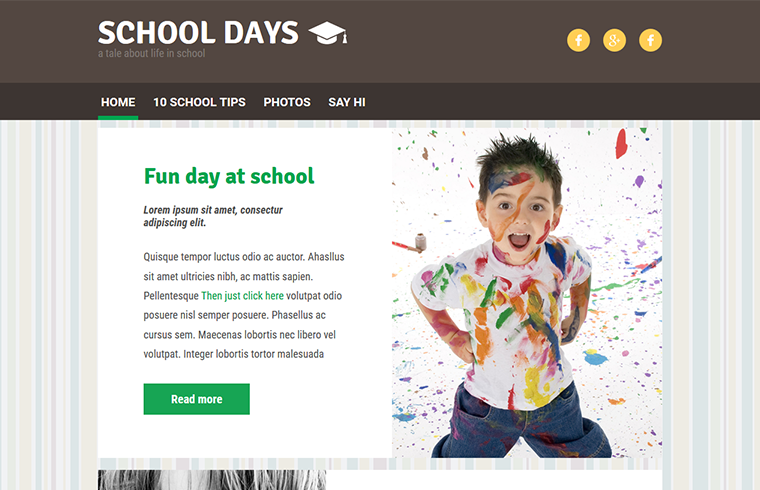 SCHOOL DAYS
a tale about life in school
HOME 10 SCHOOL TIPS PHOTOS SAY HI
Fun day at school
Lorem ipsum sit amet, consectur
adipiscing elit.
Quisque tempor luctus odio ac auctor. Ahasllus
sit amet ultricies nibh, ac mattis sapien.
Pellentesque Then just click here volutpat odio
posuere nisl semper posuere. Phasellus ac
cursus sem. Maecenas lobortis nec libero vel
volutpat. Integer lobortis tortor malesuada
Read more